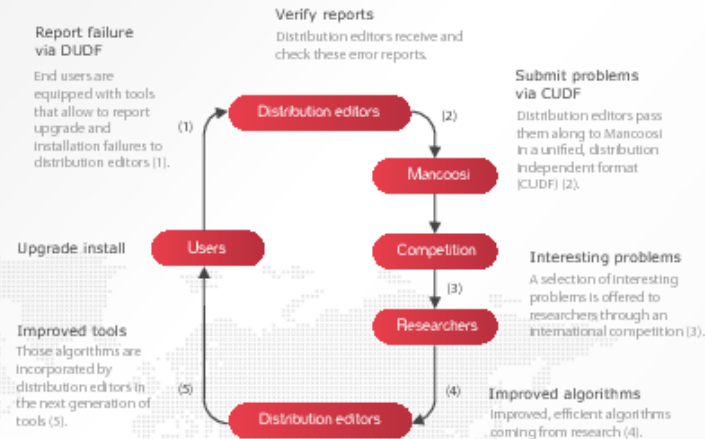 Verify reports
Distribution editors receive and
check these error reports.
Report failure
via DUDF
End users are
equipped with tools
that allow to report
upgrade and
installation failures to
distribution editors (1).
(1)
Distribution editors
(2)
Submit problems
via CUDF
Distribution editors pass
them along to Mancoosi
in a unified, distribution
independent format
(CUDF) (2).
Mancoosi
Upgrade install
Users
Competition
Interesting problems
A selection of interesting
problems is offered to
researchers through an
international competition (3).
(3)
Researchers
Improved tools
Those algorithms are
incorporated by
distribution editors in
the next generation of
tools (5).
(5)
(4)
Distribution editors
Improved algorithms
Improved, efficient algorithms
coming from research (4).